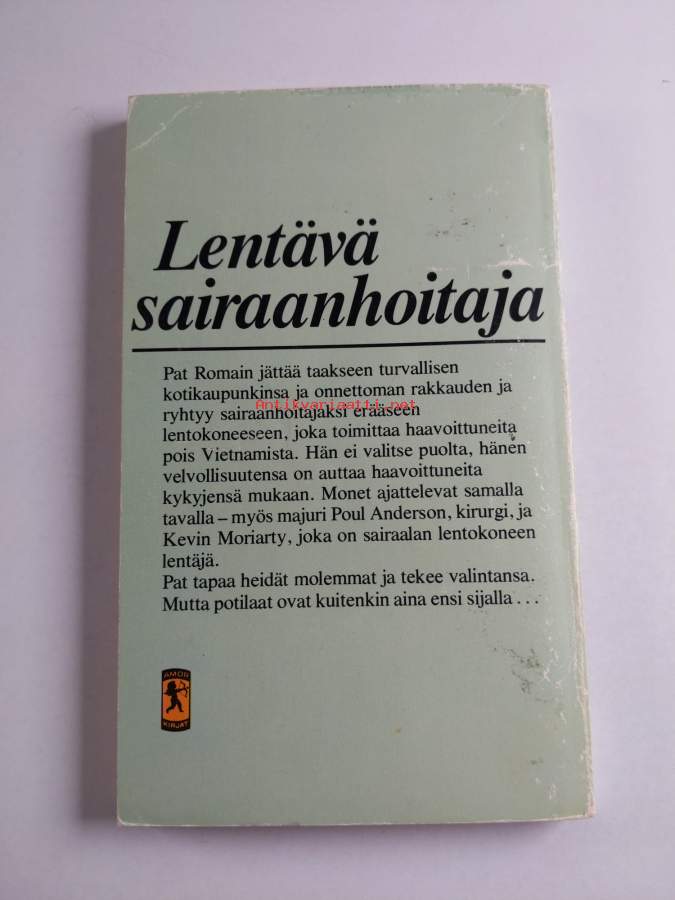 Lentävä
sairaanhoitaja
Pat Romain jättää taakseen turvallisen
kotikaupunkinsa ja onnettoman rakkauden ja
ryhtyy sairaanhoitajaksi erääseen
Antikvariaatti.net
lentokoneeseen, joka toimittaa haavoittuneita
pois Vietnamista. Hän ei valitse puolta, hänen
velvollisuutensa on auttaa haavoittuneita
kykyjensä mukaan. Monet ajattelevat samalla
tavalla – myös majuri Poul Anderson, kirurgi, ja
Kevin Moriarty, joka on sairaalan lentokoneen
lentäjä.
Pat tapaa heidät molemmat ja tekee valintansa.
Mutta potilaat ovat kuitenkin aina ensi sijalla . . .
AMOR
KIRJAT